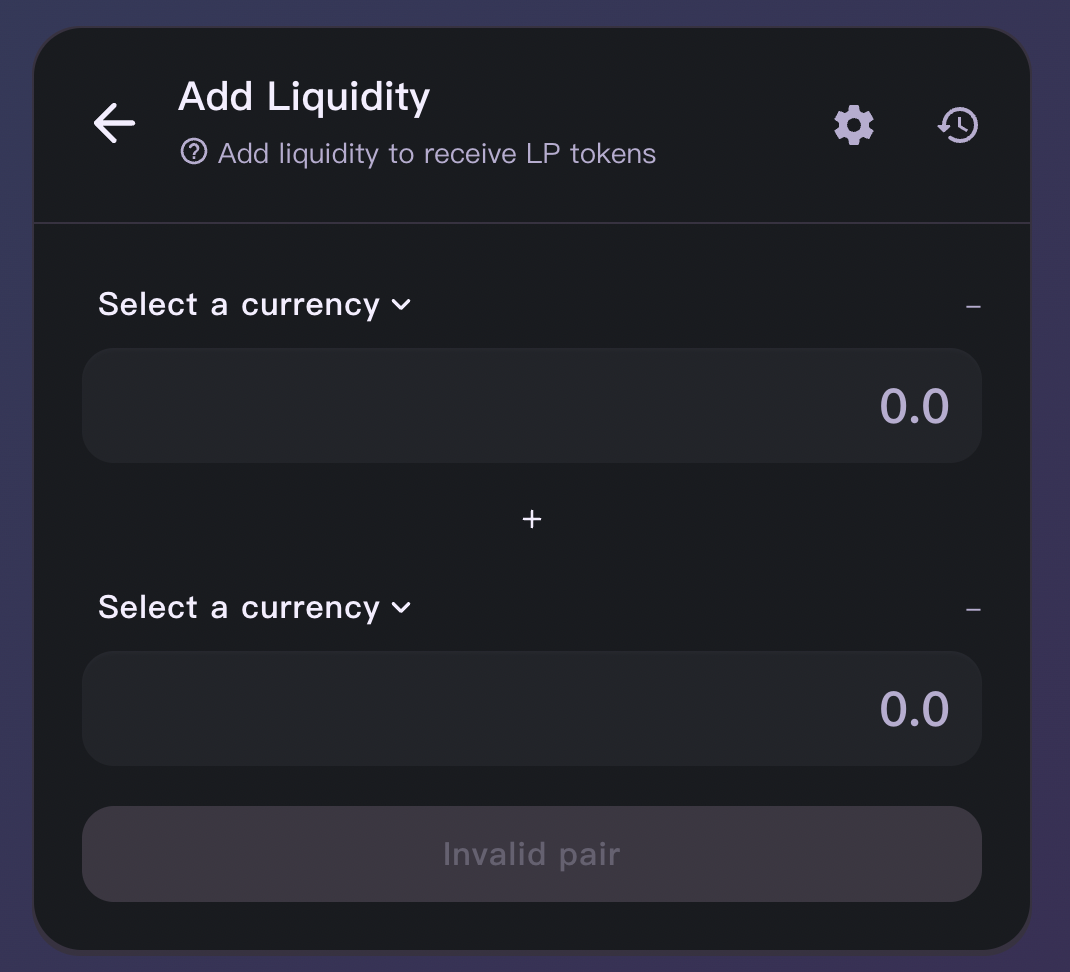 Add Liquidity
Add liquidity to receive LP tokens
Select a currency
–
0.0
+
Select a currency
–
0.0
Invalid pair